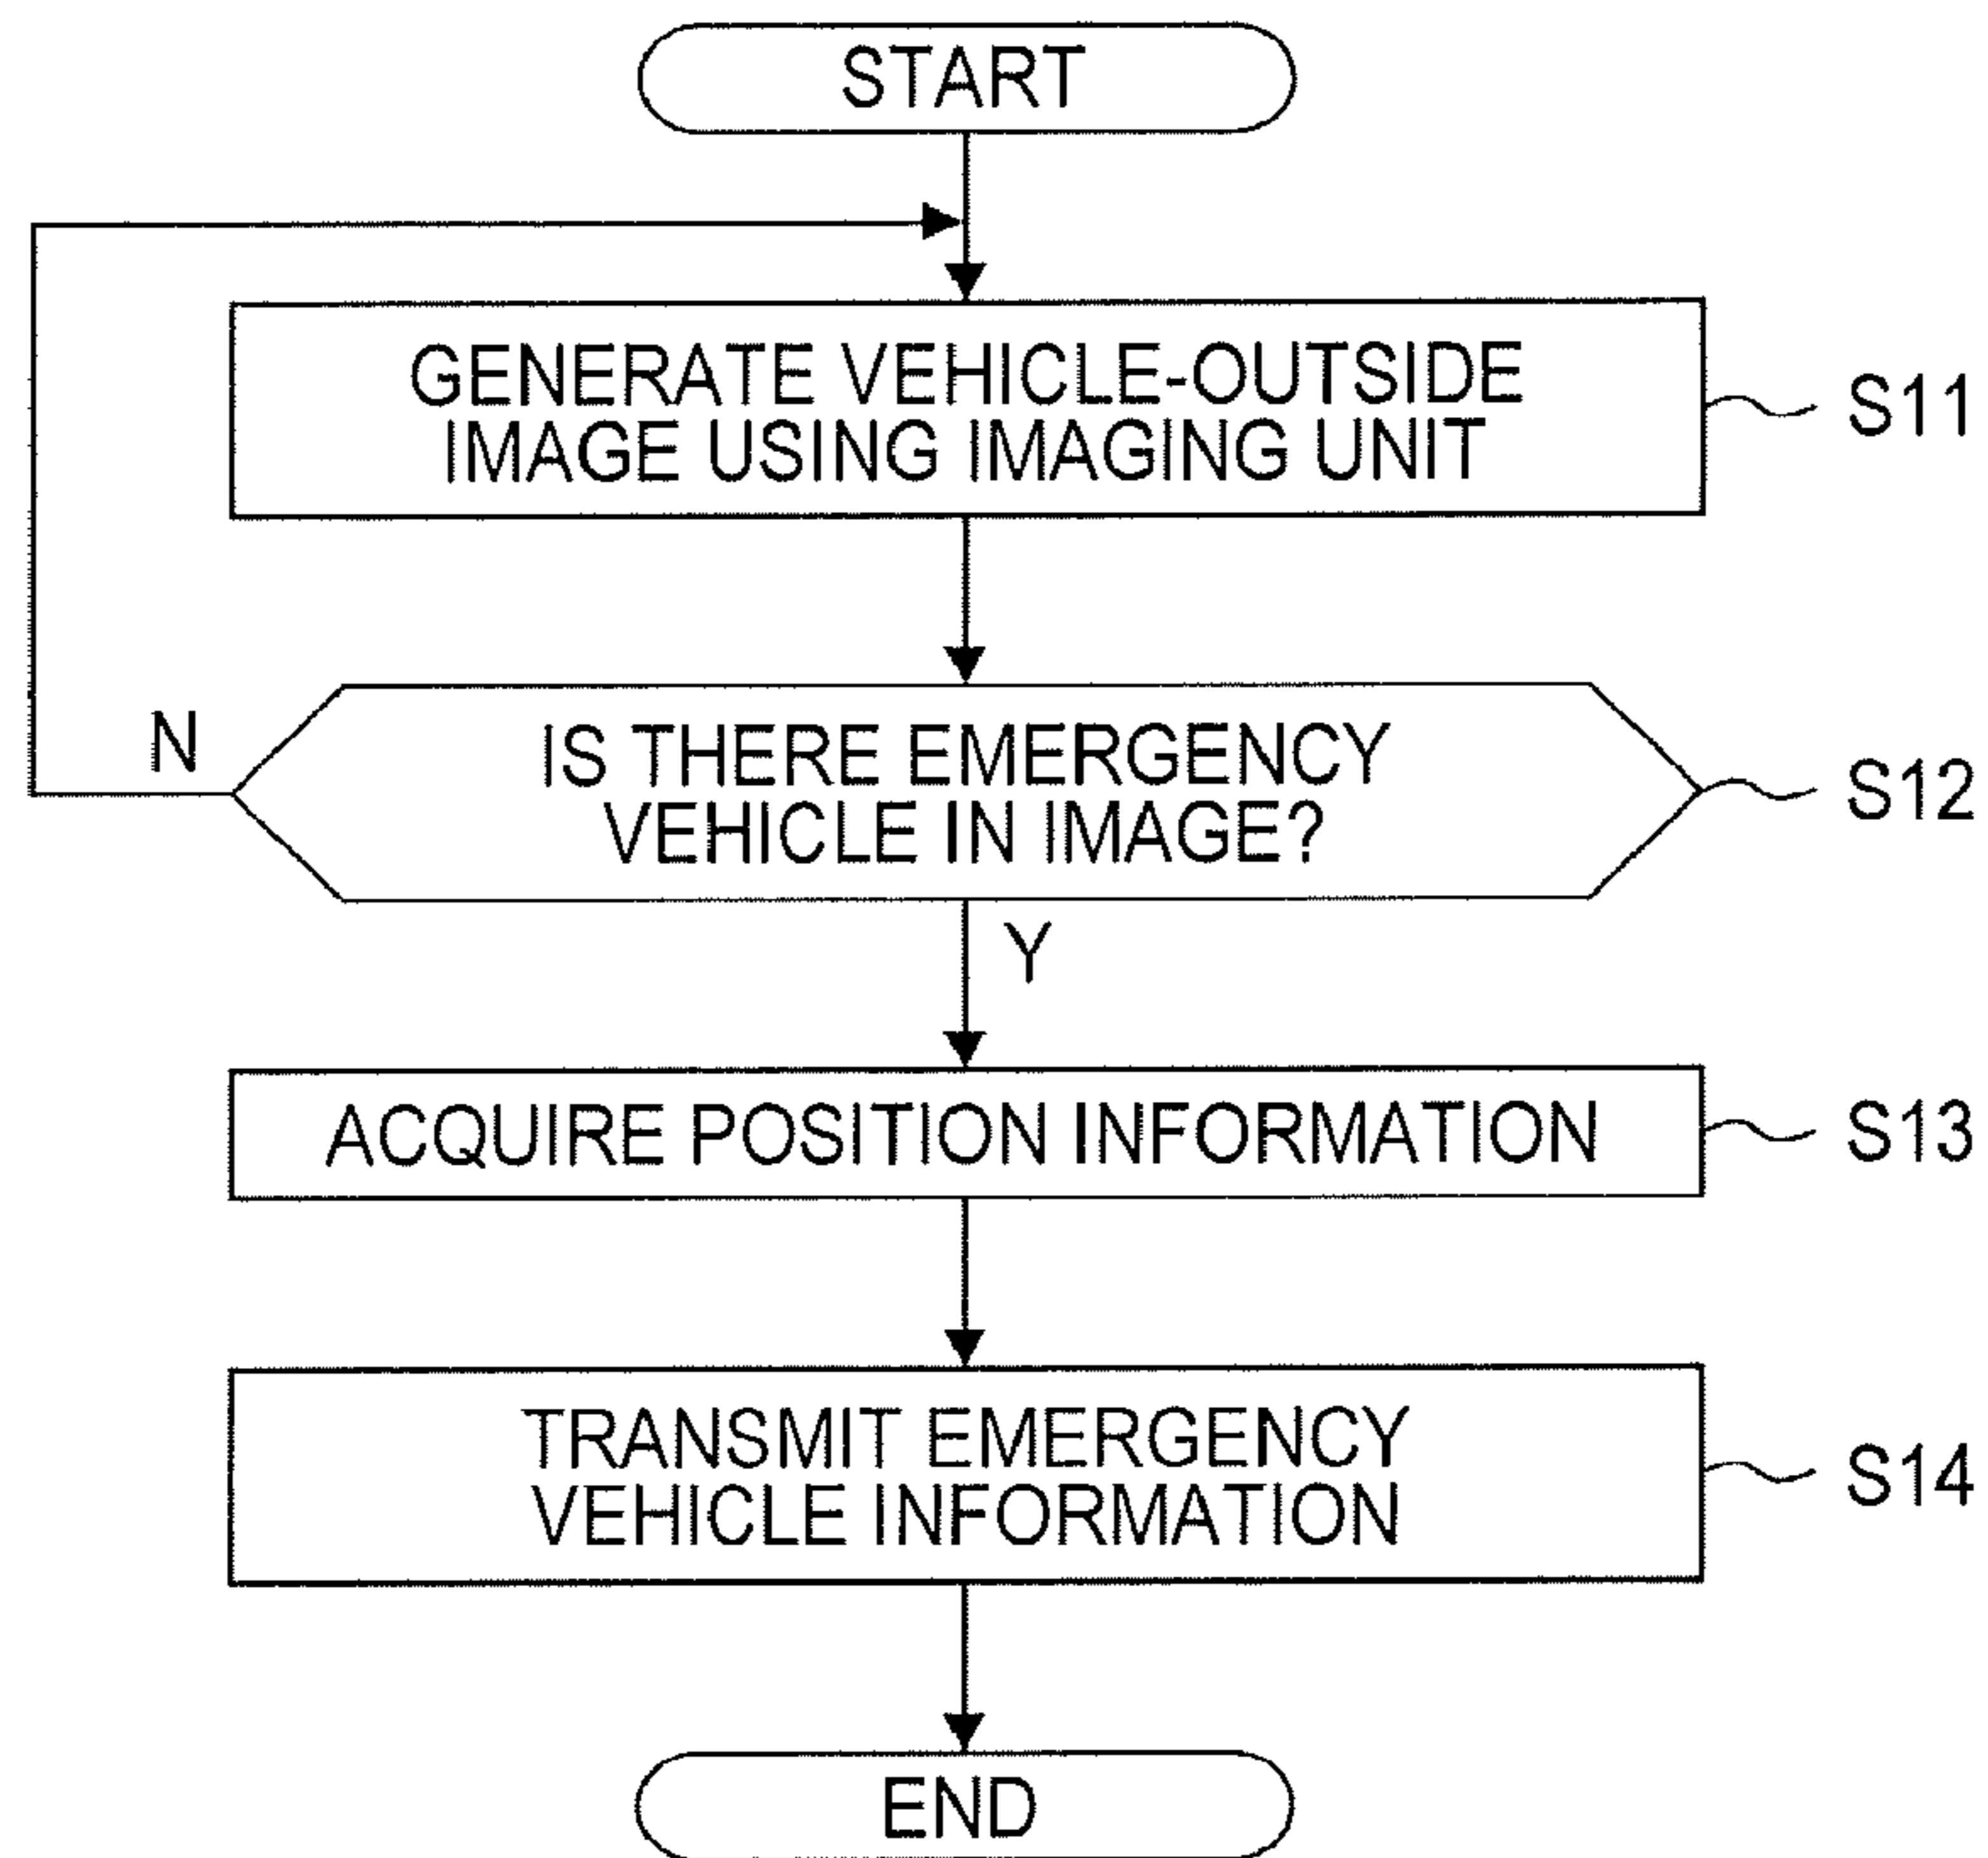 START
GENERATE VEHICLE-OUTSIDE
IMAGE USING IMAGING UNIT
S11
N
IS THERE EMERGENCY
VEHICLE IN IMAGE?
S12
Y
ACQUIRE POSITION INFORMATION
S13
TRANSMIT EMERGENCY
VEHICLE INFORMATION
S14
END